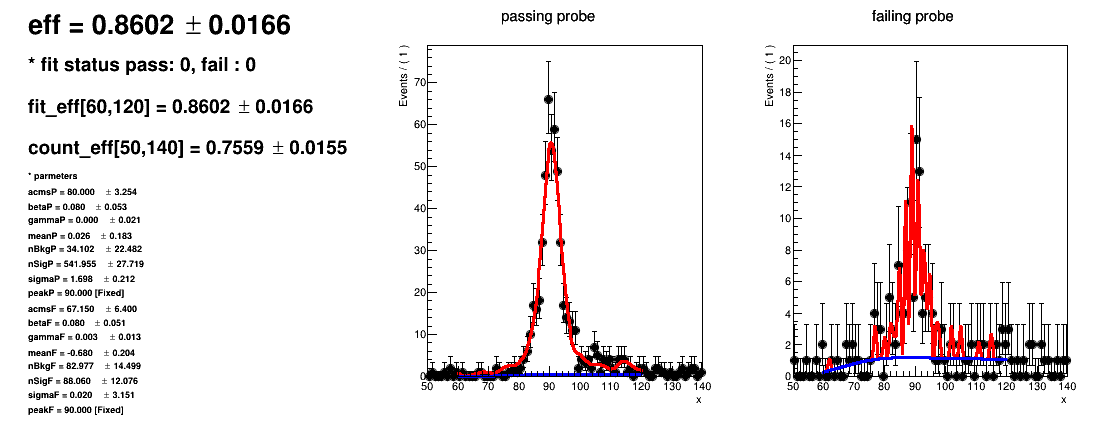 eff = 0.8602 ± 0.0166
* fit status pass: 0, fail : 0
fit_eff[60,120] = 0.8602 ± 0.0166
count_eff[50,140] = 0.7559 ± 0.0155
* parmeters
acmsP = 80.000 ± 3.254
betaP = 0.080 ± 0.053
gammaP = 0.000 ± 0.021
meanP = 0.026 ± 0.183
nBkgP = 34.102 ± 22.482
nSigP = 541.955 ± 27.719
sigmaP = 1.698 ± 0.212
peakP = 90.000 [Fixed]
acmsF = 67.150 ± 6.400
betaF = 0.080 ± 0.051
gammaF = 0.003 ± 0.013
meanF = -0.680 ± 0.204
nBkgF = 82.977 ± 14.499
nSigF = 88.060 ± 12.076
sigmaF = 0.020 ± 3.151
peakF = 90.000 [Fixed]
passing probe
Events / ( 1 )
70
60
50
40
30
20
10
0
50 60 70 80 90 100 110 120 130 140
x
failing probe
Events / ( 1 )
20
18
16
14
12
10
8
6
4
2
0
50 60 70 80 90 100 110 120 130 140
x